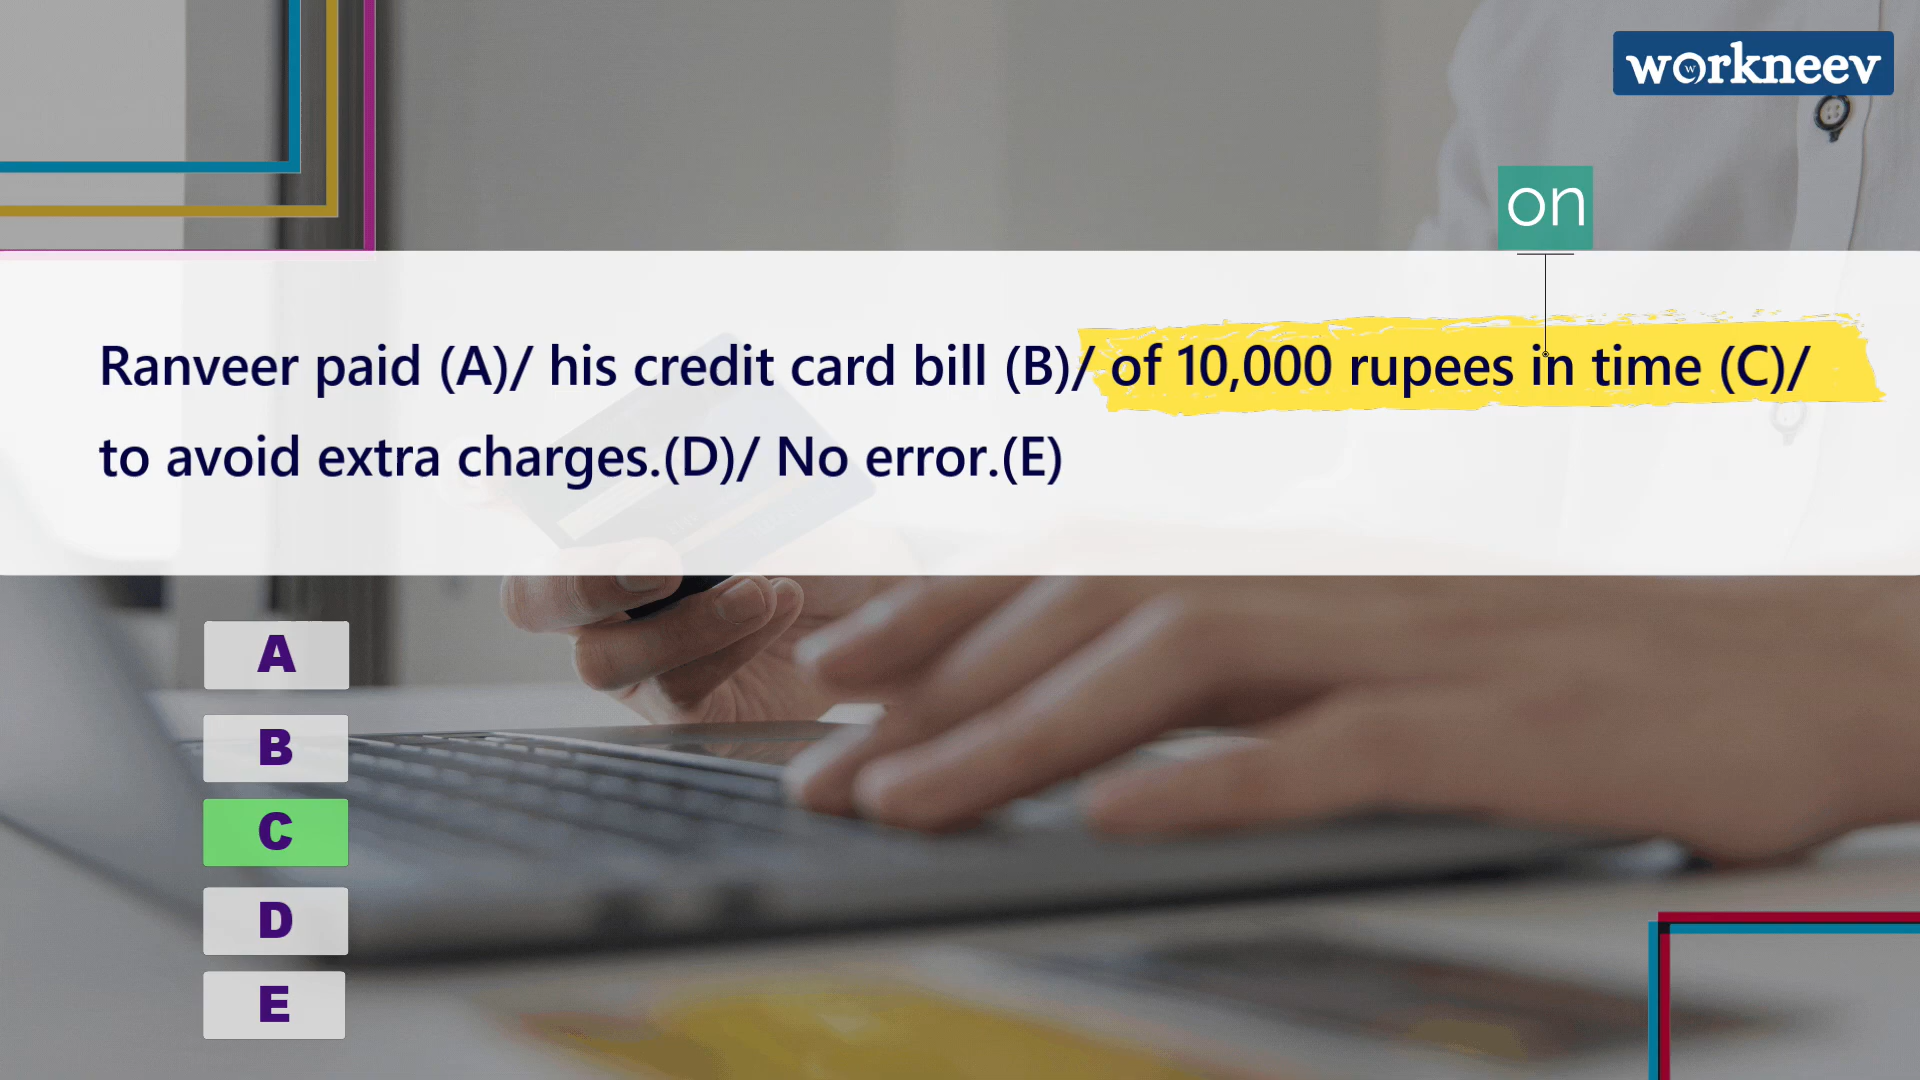 workneev
on
Ranveer paid (A)/ his credit card bill (B)/ of 10,000 rupees in time (C)/
to avoid extra charges.(D)/ No error.(E)
A
B
C
D
E